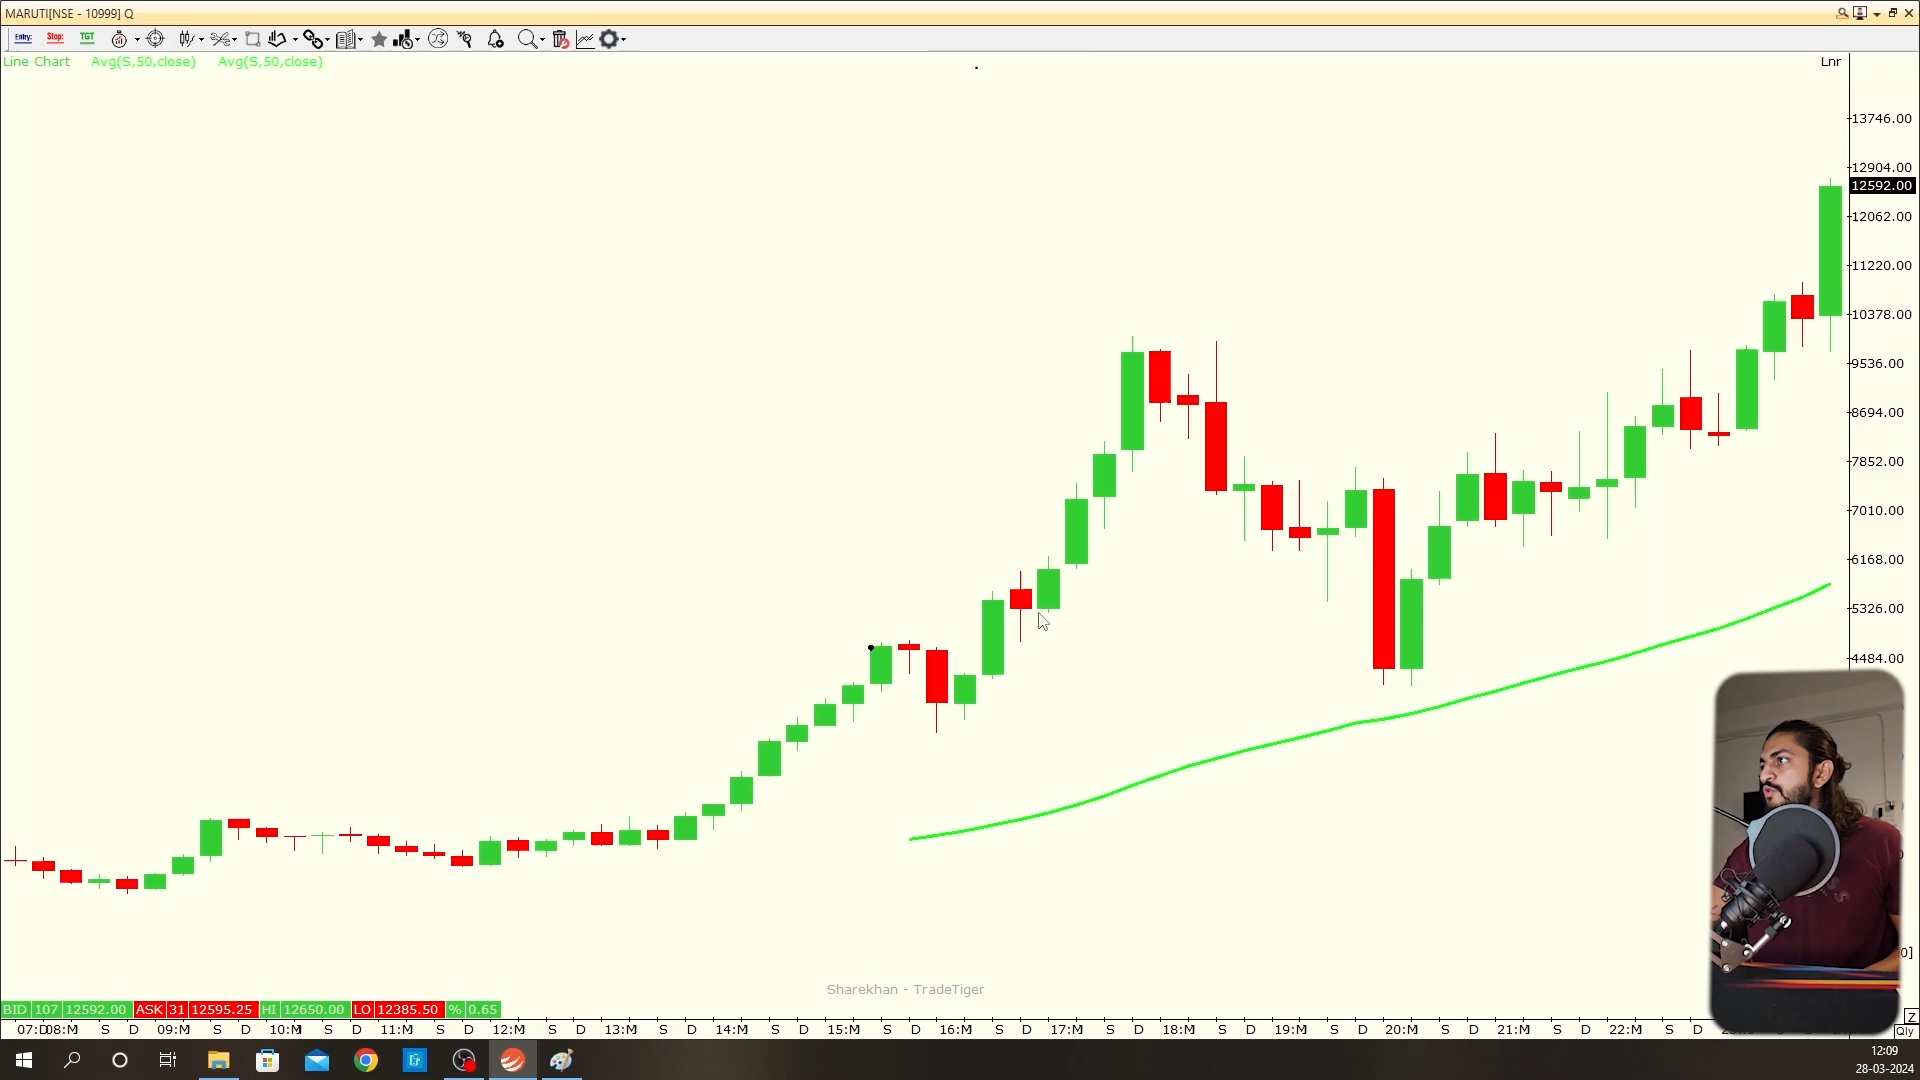 MARUTI[NSE - 10999] Q
Entry: Stop: TGT
Line Chart Avg(S,50,close) Avg(S,50,close)
Lnr
13746.00
12904.00
12592.00
12062.00
11220.00
10378.00
9536.00
8694.00
7852.00
7010.00
6168.00
5326.00
4484.00
0]
Sharekhan - TradeTiger
BID 107 12592.00 ASK 31 12595.25 HI 12650.00 LO 12385.50 % 0.65
Z
07:D 08:M S D 09:M S D 10:M S D 11:M S D 12:M S D 13:M S D 14:M S D 15:M S D 16:M S D 17:M S D 18:M S D 19:M S D 20:M S D 21:M S D 22:M S D
Qly
12:09
28-03-2024